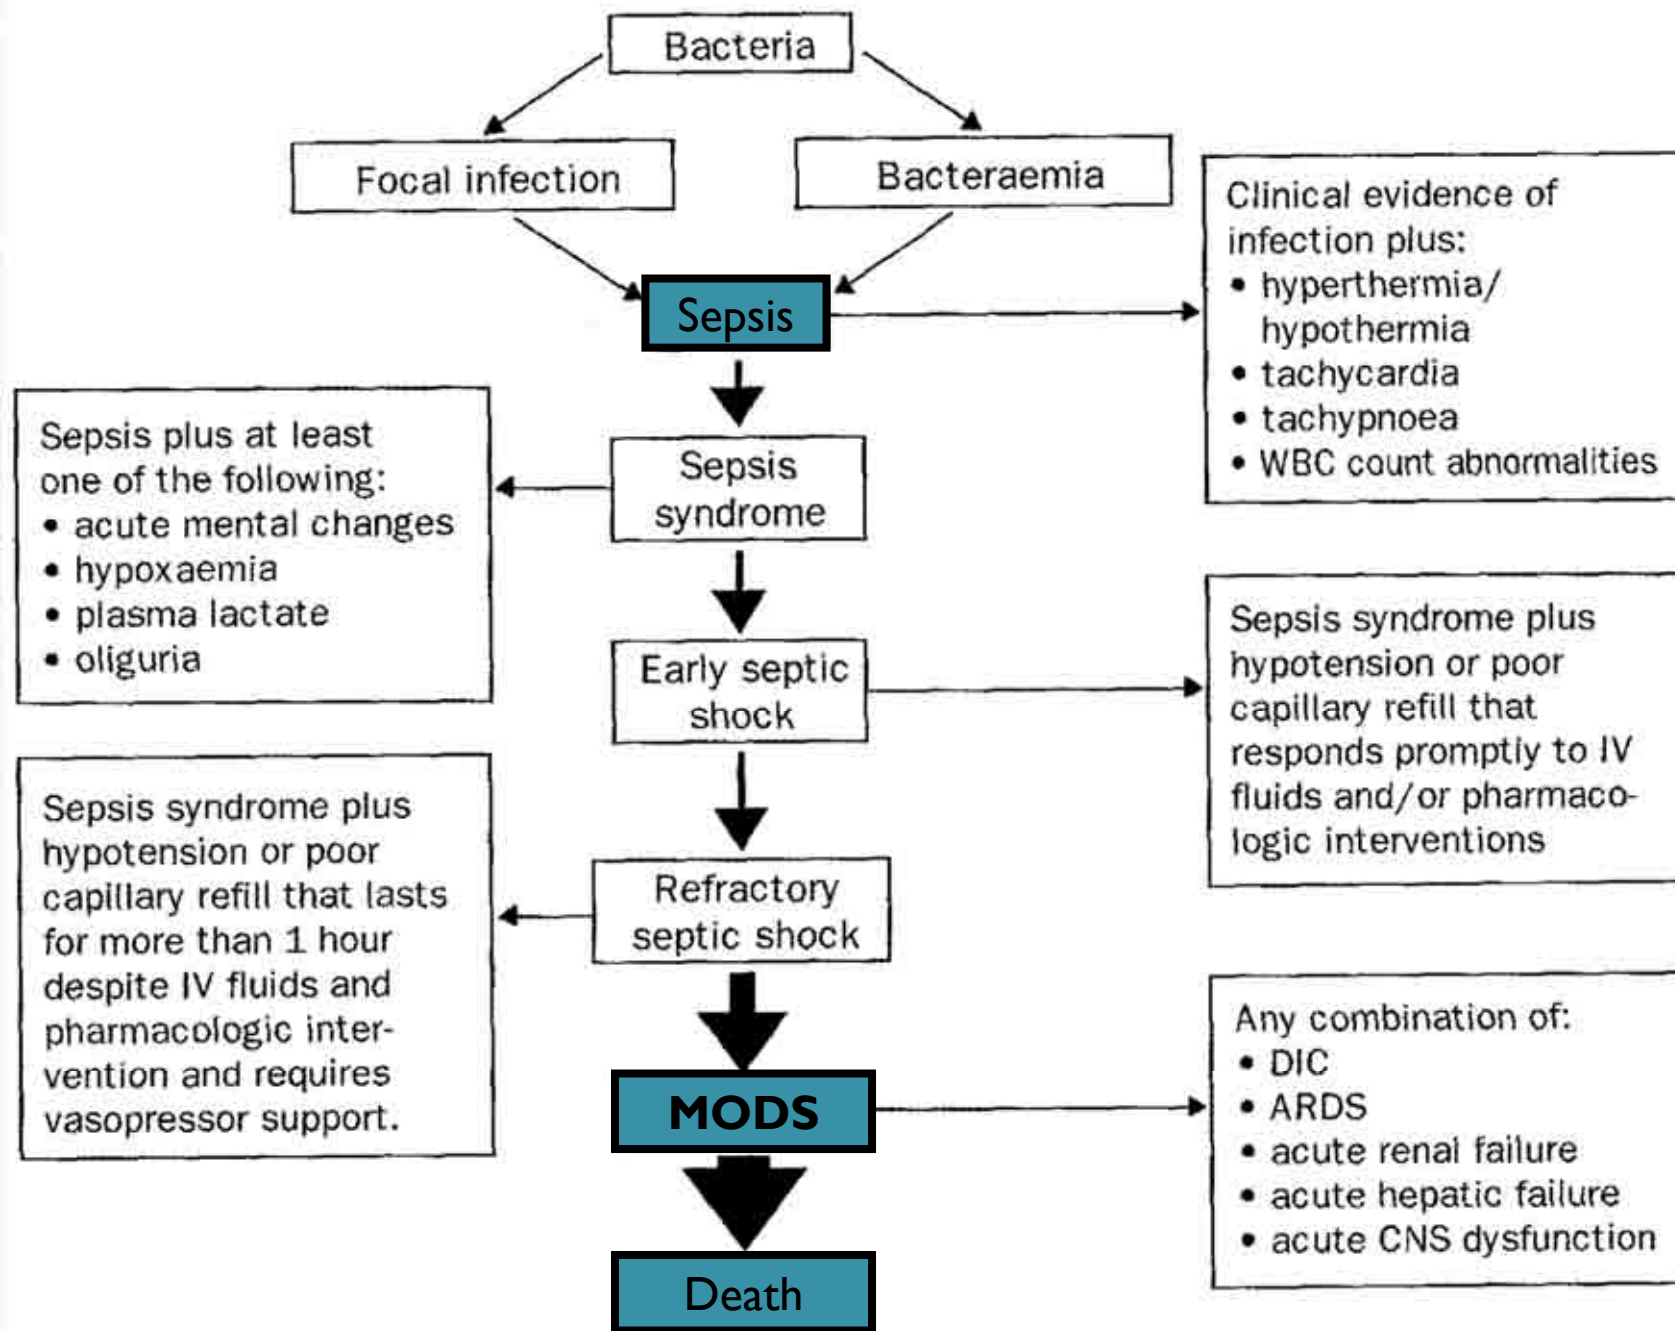 Bacteria
Focal infection
Bacteraemia
Sepsis
Clinical evidence of
infection plus:
• hyperthermia/
hypothermia
• tachycardia
• tachypnoea
• WBC count abnormalities
Sepsis
syndrome
Sepsis plus at least
one of the following:
• acute mental changes
• hypoxaemia
• plasma lactate
• oliguria
Early septic
shock
Sepsis syndrome plus
hypotension or poor
capillary refill that
responds promptly to IV
fluids and/or pharmaco-
logic interventions
Refractory
septic shock
Sepsis syndrome plus
hypotension or poor
capillary refill that lasts
for more than 1 hour
despite IV fluids and
pharmacologic inter-
vention and requires
vasopressor support.
MODS
Any combination of:
• DIC
• ARDS
• acute renal failure
• acute hepatic failure
• acute CNS dysfunction
Death